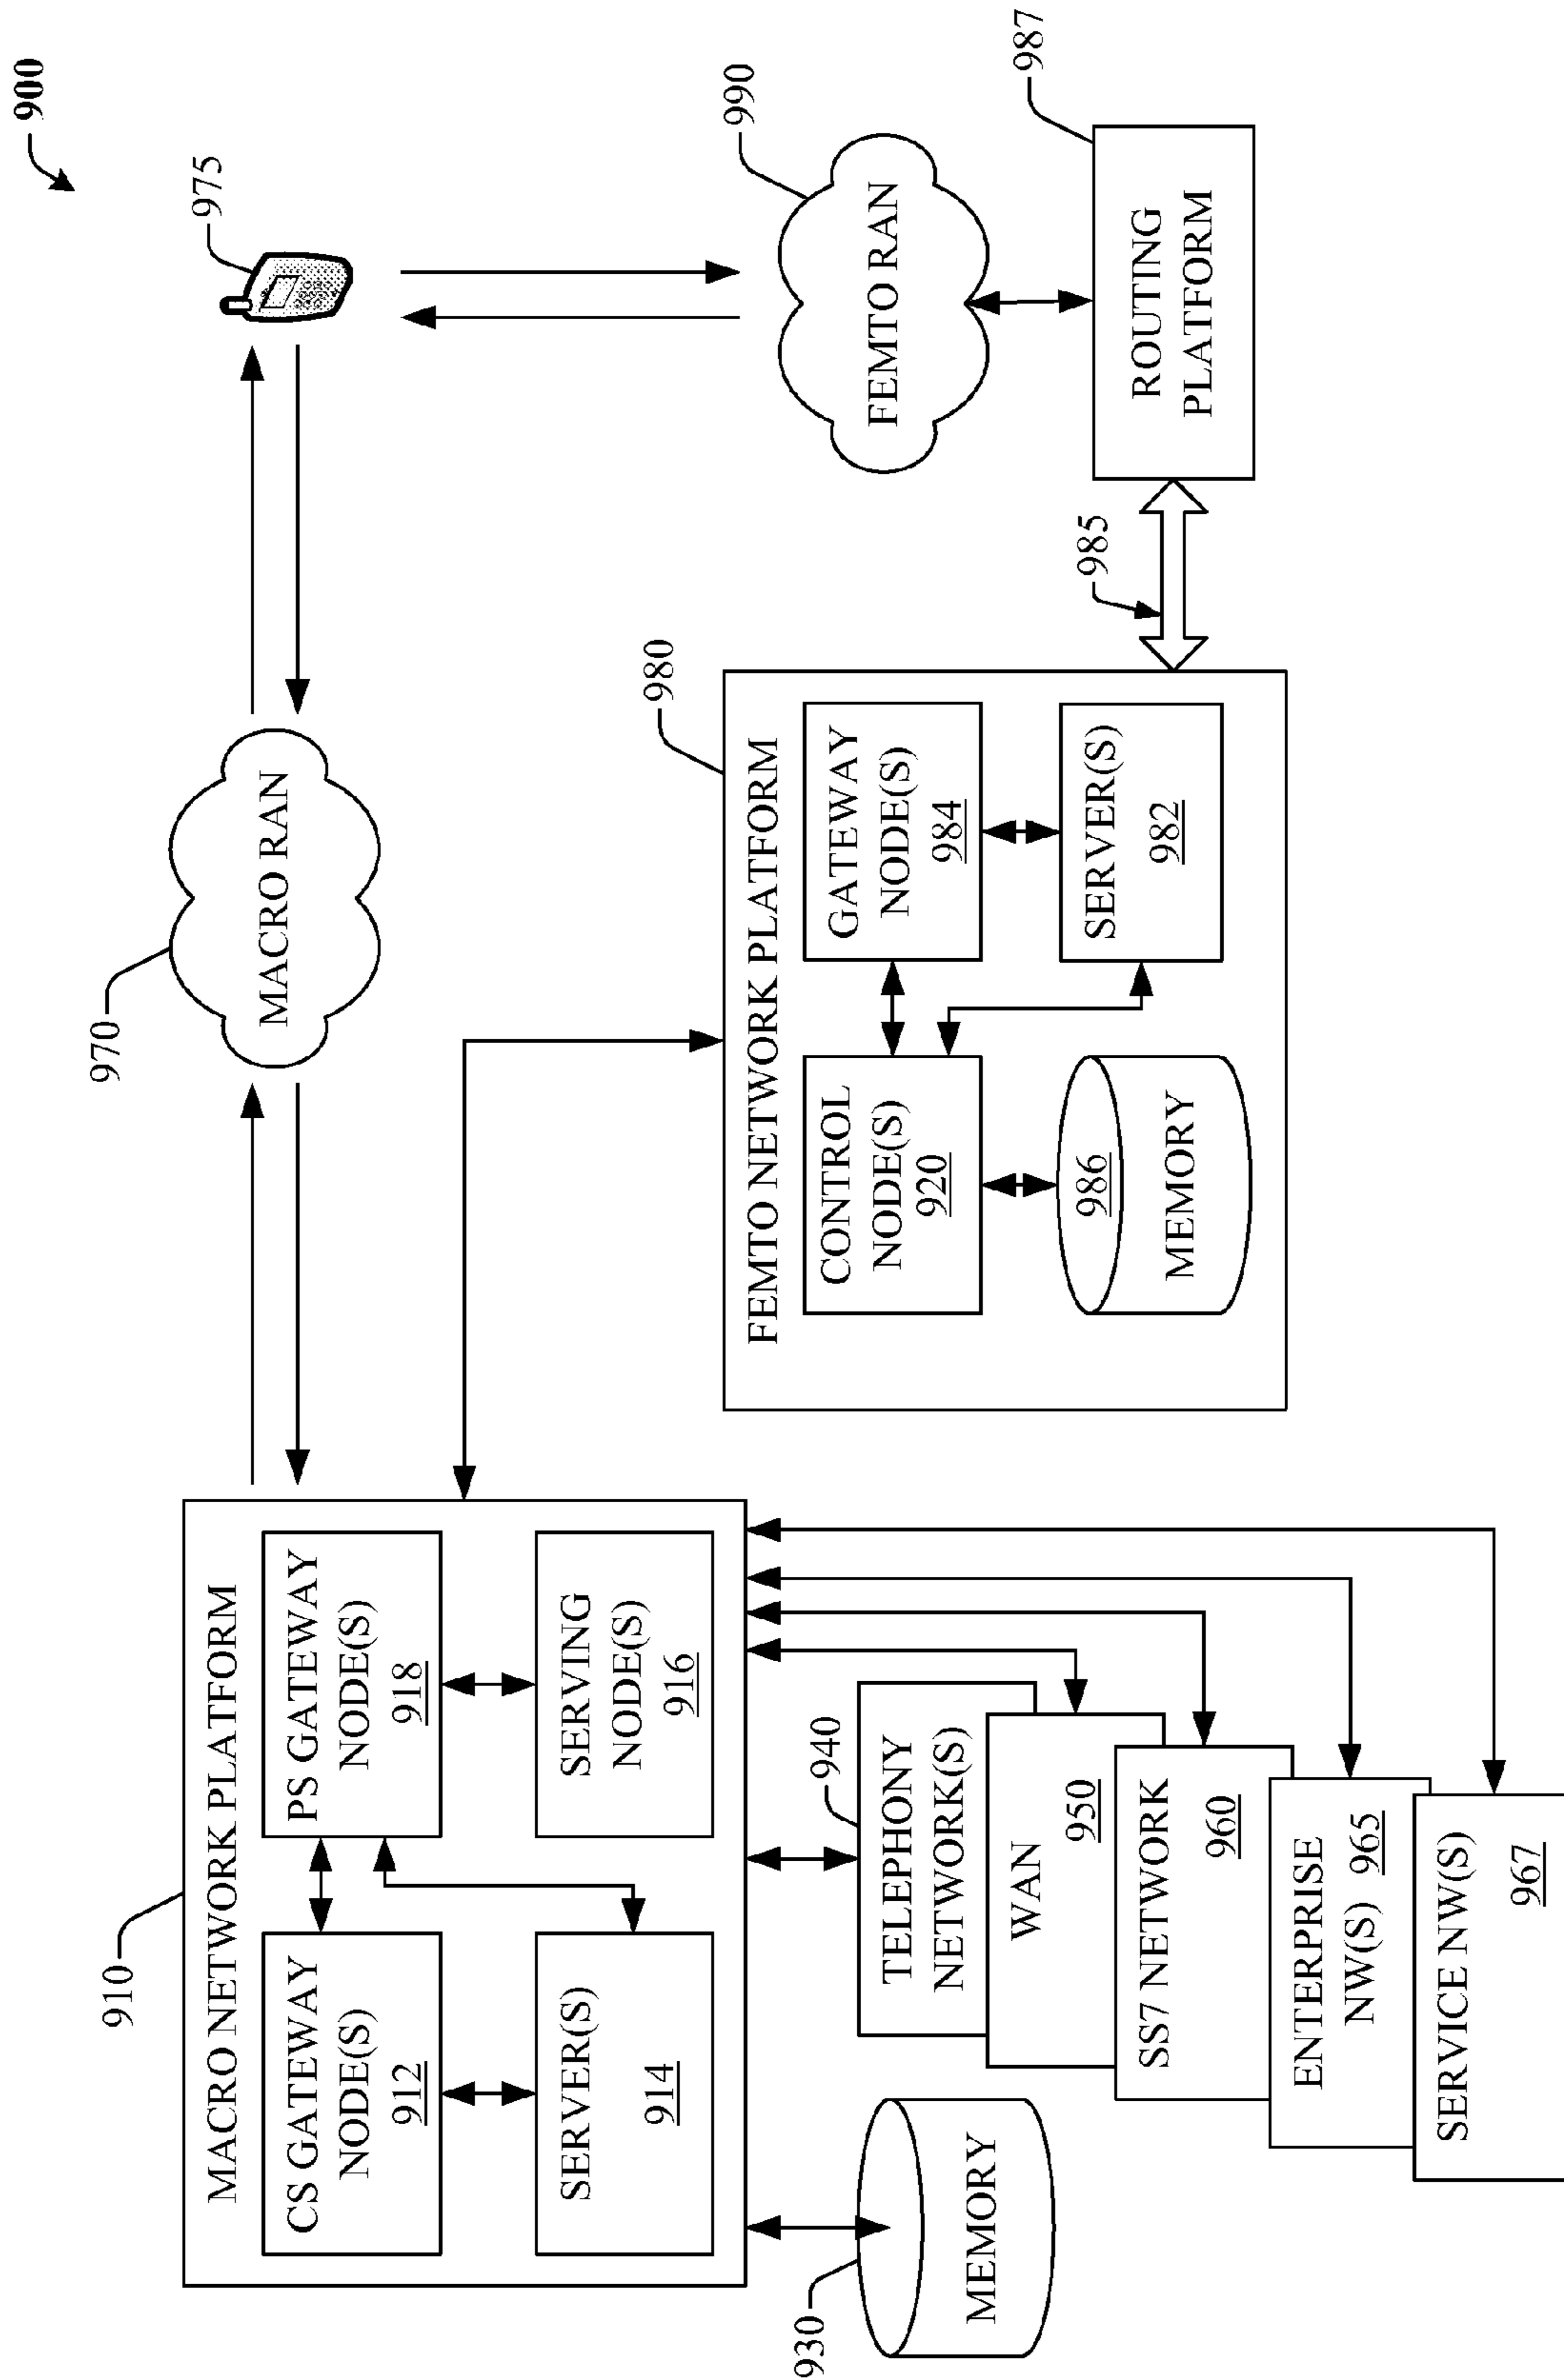 900
975
970
MACRO RAN
990
FEMTO RAN
987
ROUTING
PLATFORM
985
910
MACRO NETWORK PLATFORM
CS GATEWAY
NODE(S)
912
PS GATEWAY
NODE(S)
918
SERVER(S)
914
SERVING
NODE(S)
916
980
FEMTO NETWORK PLATFORM
CONTROL
NODE(S)
920
GATEWAY
NODE(S)
984
986
MEMORY
SERVER(S)
982
930
MEMORY
940
TELEPHONY
NETWORK(S)
WAN
950
SS7 NETWORK
960
ENTERPRISE
NW(S) 965
SERVICE NW(S)
967